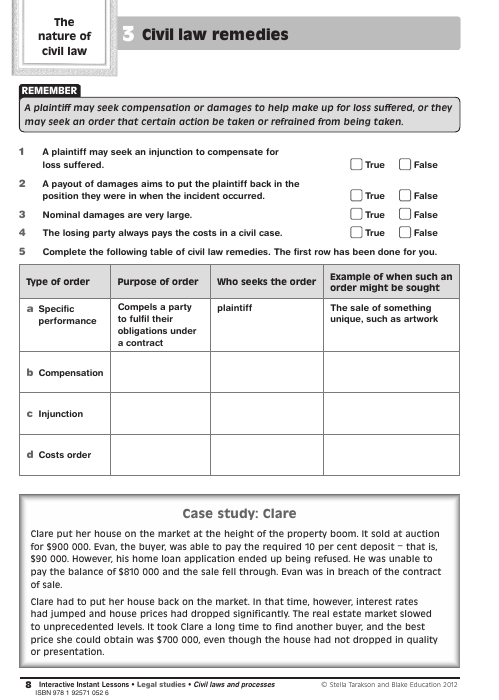 The
nature of
civil law
3 Civil law remedies
REMEMBER
A plaintiff may seek compensation or damages to help make up for loss suffered, or they
may seek an order that certain action be taken or refrained from being taken.
1 A plaintiff may seek an injunction to compensate for
loss suffered. True False
2 A payout of damages aims to put the plaintiff back in the
position they were in when the incident occurred. True False
3 Nominal damages are very large. True False
4 The losing party always pays the costs in a civil case. True False
5 Complete the following table of civil law remedies. The first row has been done for you.
Type of order Purpose of order Who seeks the order Example of when such an
order might be sought
a Specific
performance
Compels a party
to fulfil their
obligations under
a contract
plaintiff
The sale of something
unique, such as artwork
b Compensation
c Injunction
d Costs order
Case study: Clare
Clare put her house on the market at the height of the property boom. It sold at auction
for $900 000. Evan, the buyer, was able to pay the required 10 per cent deposit – that is,
$90 000. However, his home loan application ended up being refused. He was unable to
pay the balance of $810 000 and the sale fell through. Evan was in breach of the contract
of sale.
Clare had to put her house back on the market. In that time, however, interest rates
had jumped and house prices had dropped significantly. The real estate market slowed
to unprecedented levels. It took Clare a long time to find another buyer, and the best
price she could obtain was $700 000, even though the house had not dropped in quality
or presentation.
8 Interactive Instant Lessons • Legal studies • Civil laws and processes © Stella Tarakson and Blake Education 2012
ISBN 978 1 92571 052 6